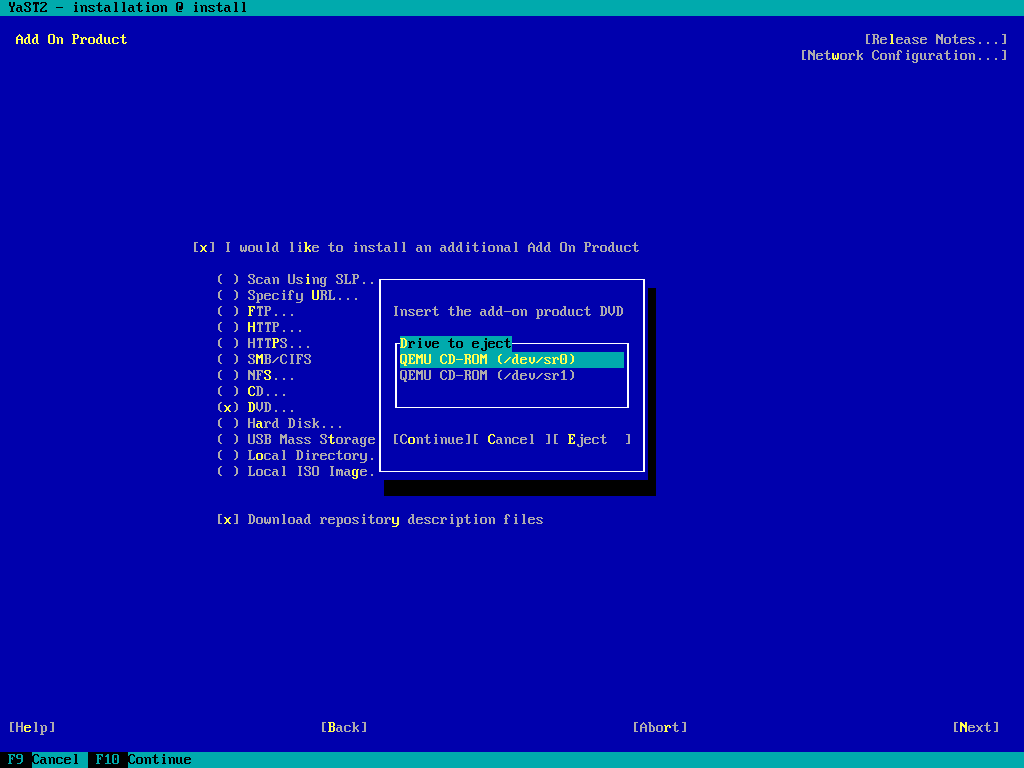 YaST2 - installation @ install
Add On Product
[Release Notes...]
[Network Configuration...]
[x] I would like to install an additional Add On Product
( ) Scan Using SLP..
( ) Specify URL...
( ) FTP...
( ) HTTP...
( ) HTTPS...
( ) SMB/CIFS
( ) NFS...
( ) CD...
(x) DVD...
( ) Hard Disk...
( ) USB Mass Storage
( ) Local Directory.
( ) Local ISO Image.
Insert the add-on product DVD
Drive to eject
QEMU CD-ROM (/dev/sr0)
QEMU CD-ROM (/dev/sr1)
[Continue][ Cancel ][ Eject  ]
[x] Download repository description files
[Help] [Back] [Abort] [Next]
F9 Cancel F10 Continue